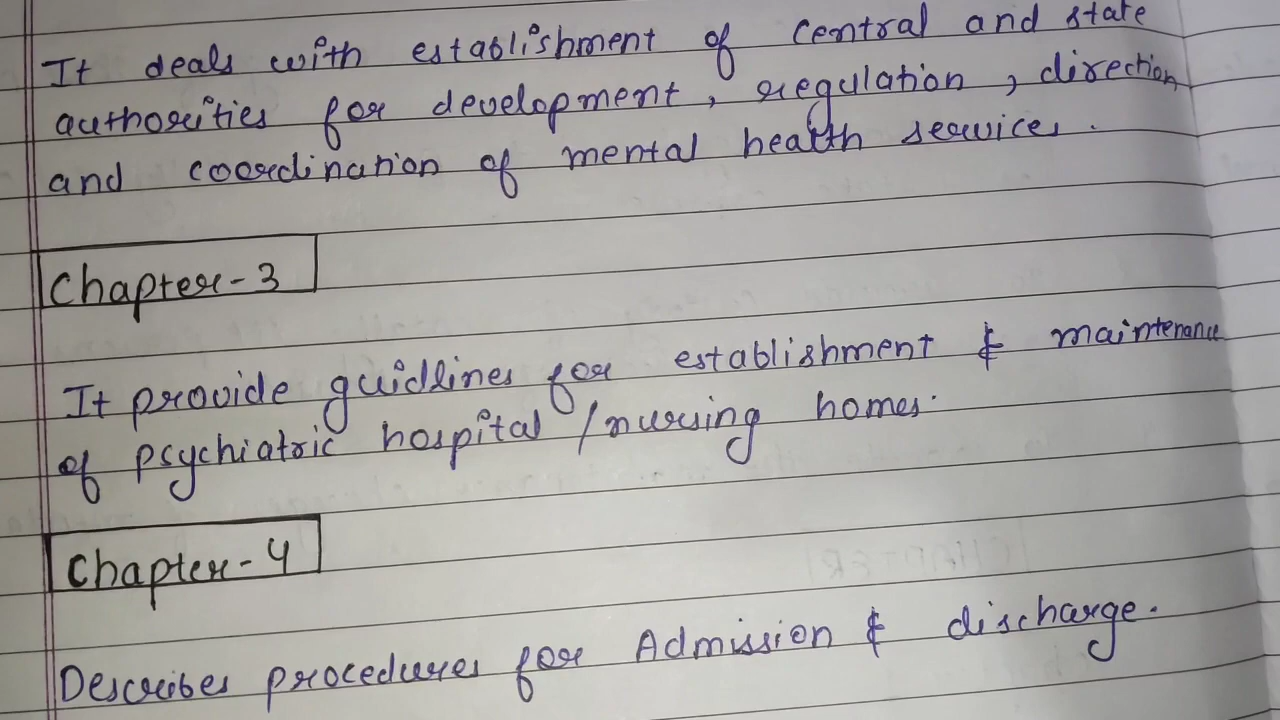 It deals with establishment of central and state
authorities for development, regulation, direction
and coordination of mental health services.
Chapter-3
It provide guidlines for establishment & maintenance
of psychiatric hospital / nursing homes.
Chapter-4
Describes procedures for Admission & discharge.